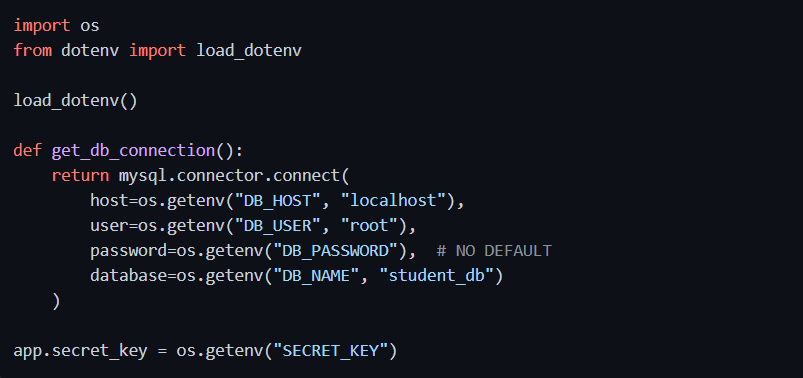 import os
from dotenv import load_dotenv

load_dotenv()

def get_db_connection():
    return mysql.connector.connect(
        host=os.getenv("DB_HOST", "localhost"),
        user=os.getenv("DB_USER", "root"),
        password=os.getenv("DB_PASSWORD"),  # NO DEFAULT
        database=os.getenv("DB_NAME", "student_db")
    )

app.secret_key = os.getenv("SECRET_KEY")